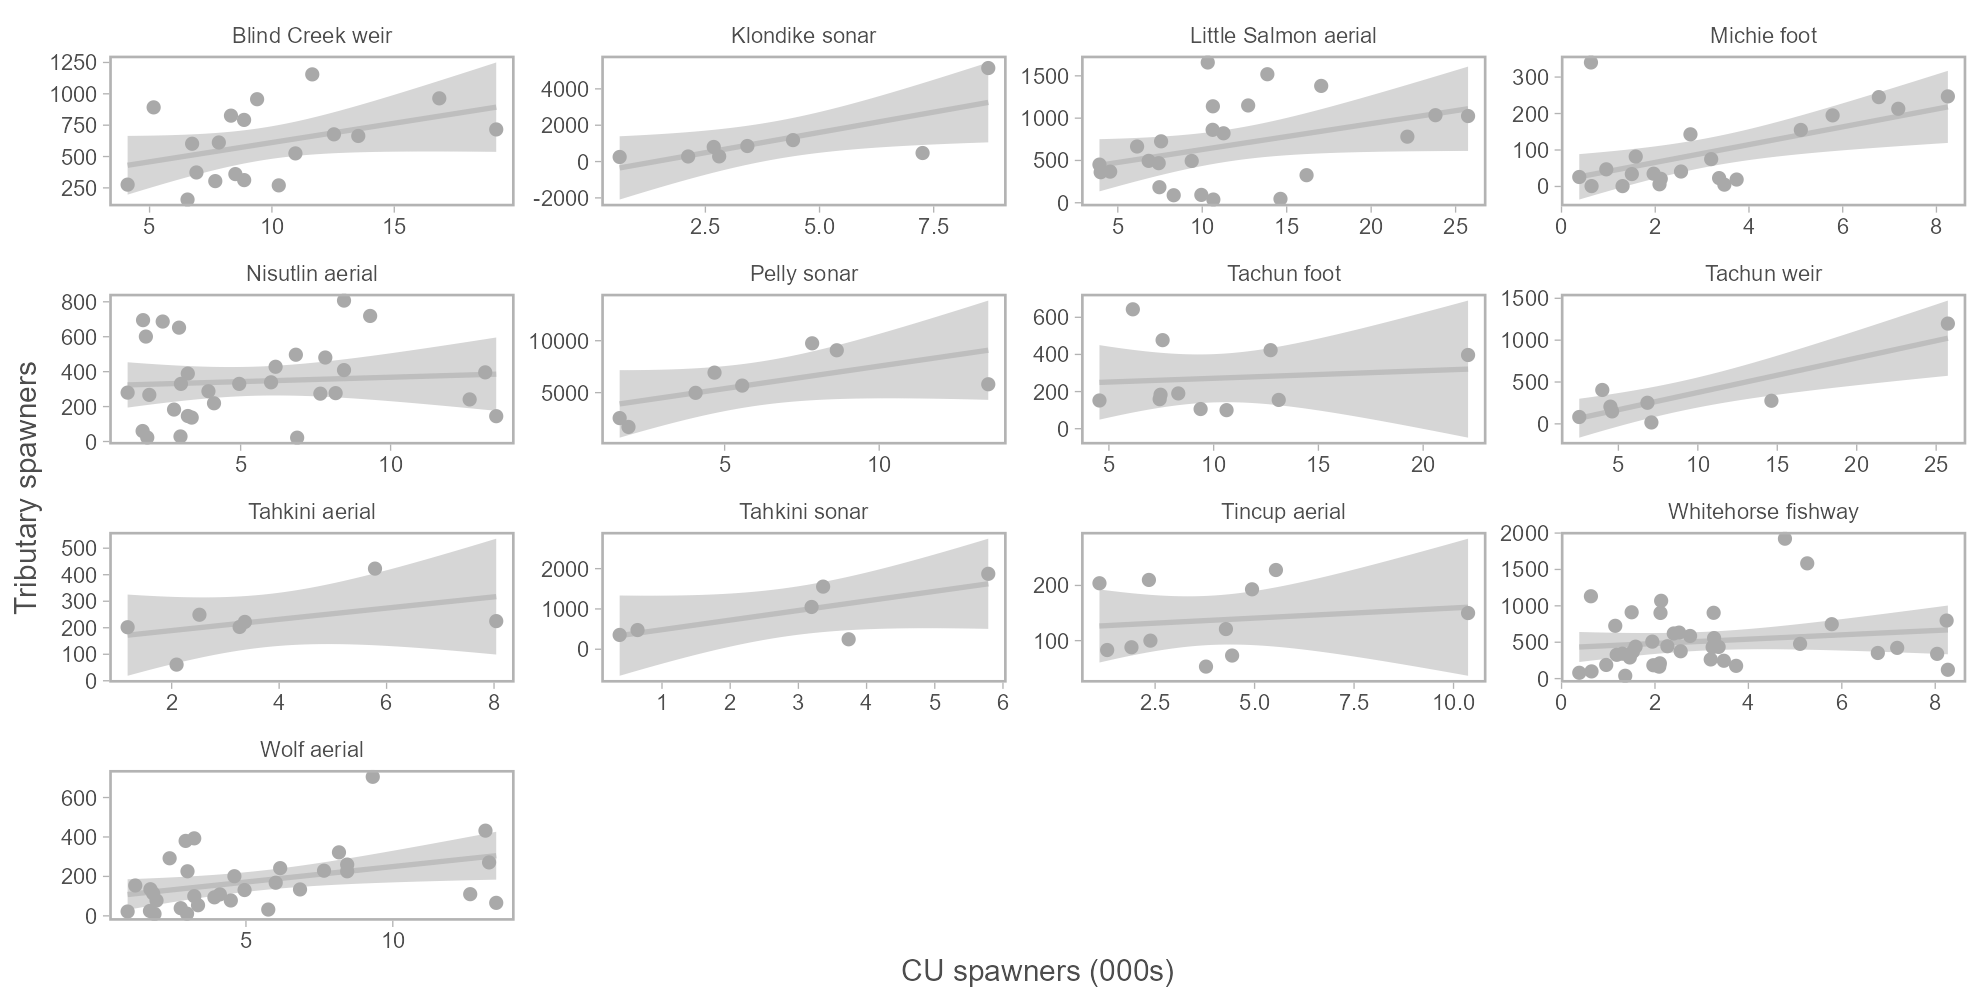 Blind Creek weir
Klondike sonar
Little Salmon aerial
Michie foot
1250
1000
750
500
250
5 10 15
4000
2000
0
-2000
2.5 5.0 7.5
1500
1000
500
0
5 10 15 20 25
300
200
100
0
0 2 4 6 8
Nisutlin aerial
Pelly sonar
Tachun foot
Tachun weir
800
600
400
200
0
5 10
10000
5000
5 10
600
400
200
0
5 10 15 20
1500
1000
500
0
5 10 15 20 25
Tributary spawners
Tahkini aerial
Tahkini sonar
Tincup aerial
Whitehorse fishway
500
400
300
200
100
0
2 4 6 8
2000
1000
0
1 2 3 4 5 6
200
100
2.5 5.0 7.5 10.0
2000
1500
1000
500
0
0 2 4 6 8
Wolf aerial
600
400
200
0
5 10
CU spawners (000s)